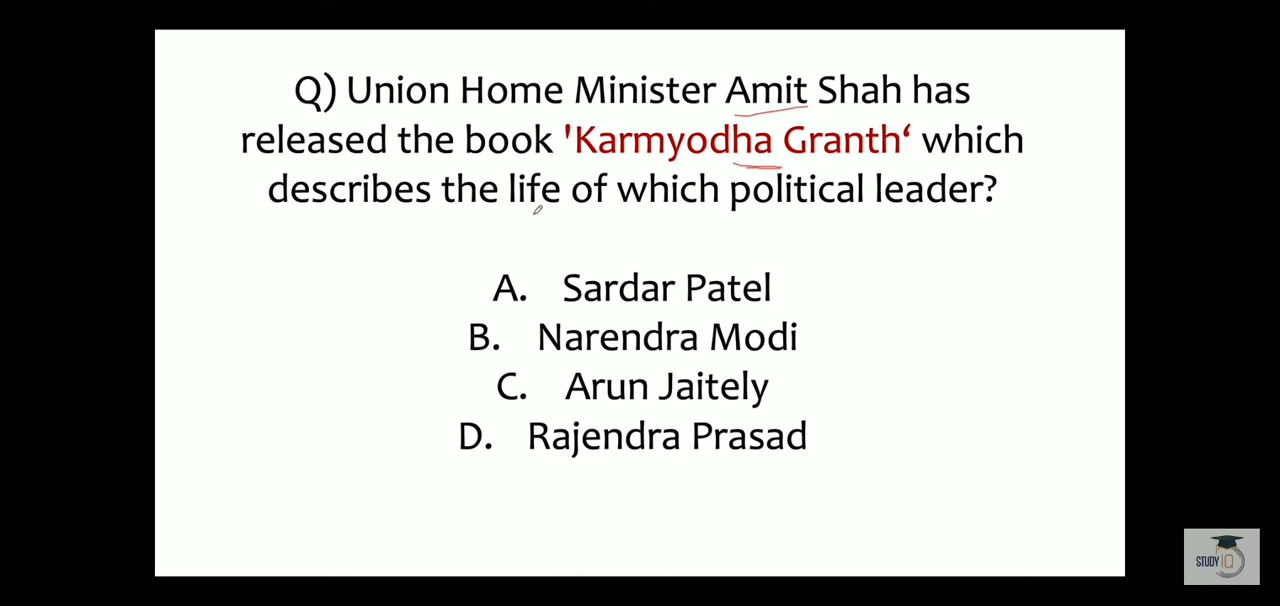 Q) Union Home Minister Amit Shah has
released the book 'Karmyodha Granth‘ which
describes the life of which political leader?
A. Sardar Patel
B. Narendra Modi
C. Arun Jaitely
D. Rajendra Prasad
STUDY IQ